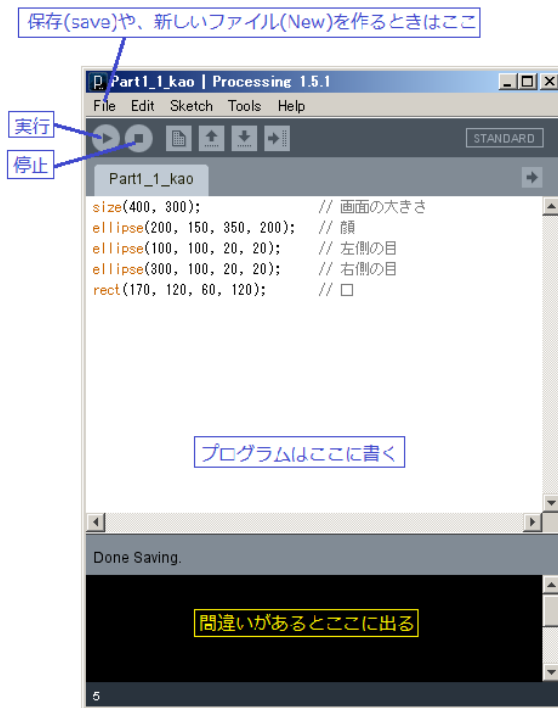 保存(save)や、新しいファイル(New)を作るときはここ
Part1_1_kao | Processing 1.5.1
File Edit Sketch Tools Help
実行
停止
STANDARD
Part1_1_kao
size(400, 300); // 画面の大きさ
ellipse(200, 150, 350, 200); // 顔
ellipse(100, 100, 20, 20); // 左側の目
ellipse(300, 100, 20, 20); // 右側の目
rect(170, 120, 60, 120); // 口
プログラムはここに書く
Done Saving.
間違いがあるとここに出る
5